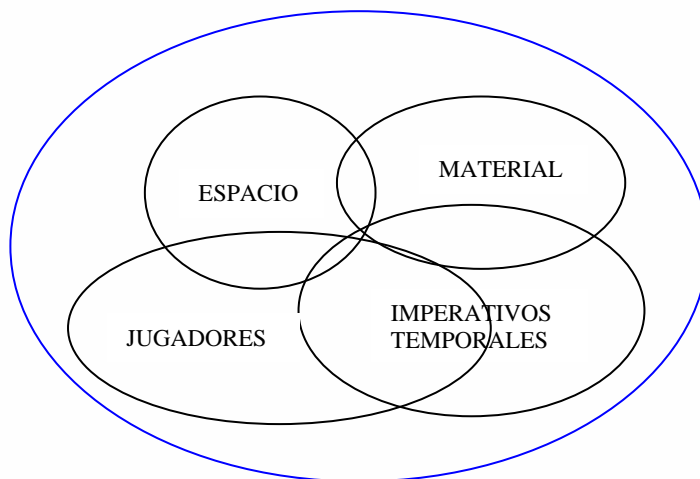 MATERIAL
ESPACIO
IMPERATIVOS
TEMPORALES
JUGADORES